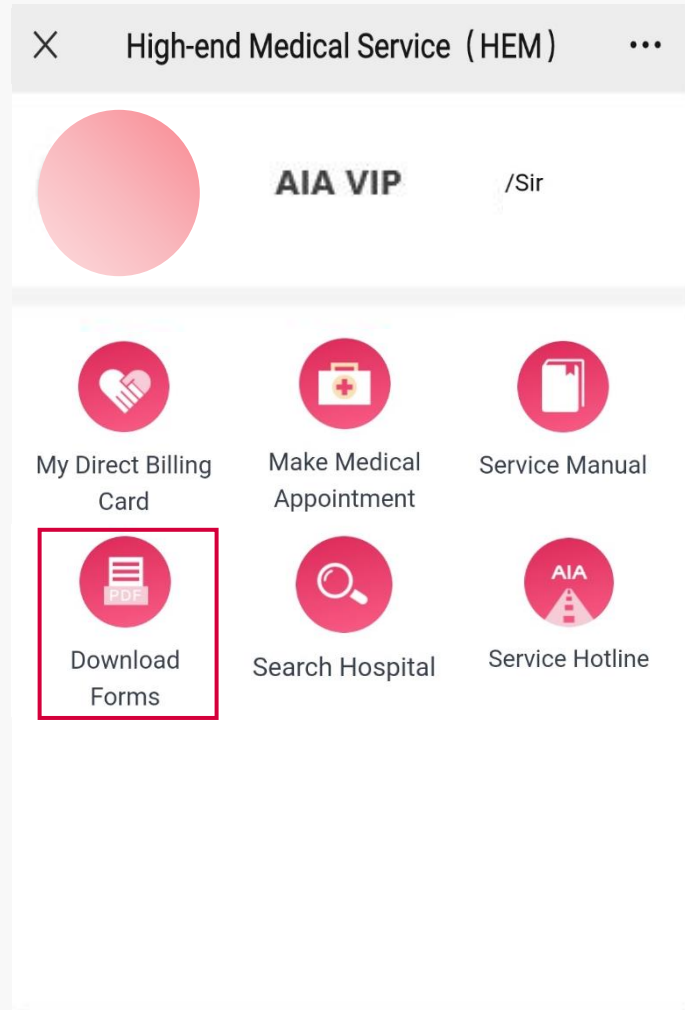 High-end Medical Service (HEM)
AIA VIP /Sir
My Direct Billing
Card
Make Medical
Appointment
Service Manual
PDF
Download
Forms
Search Hospital
AIA
Service Hotline